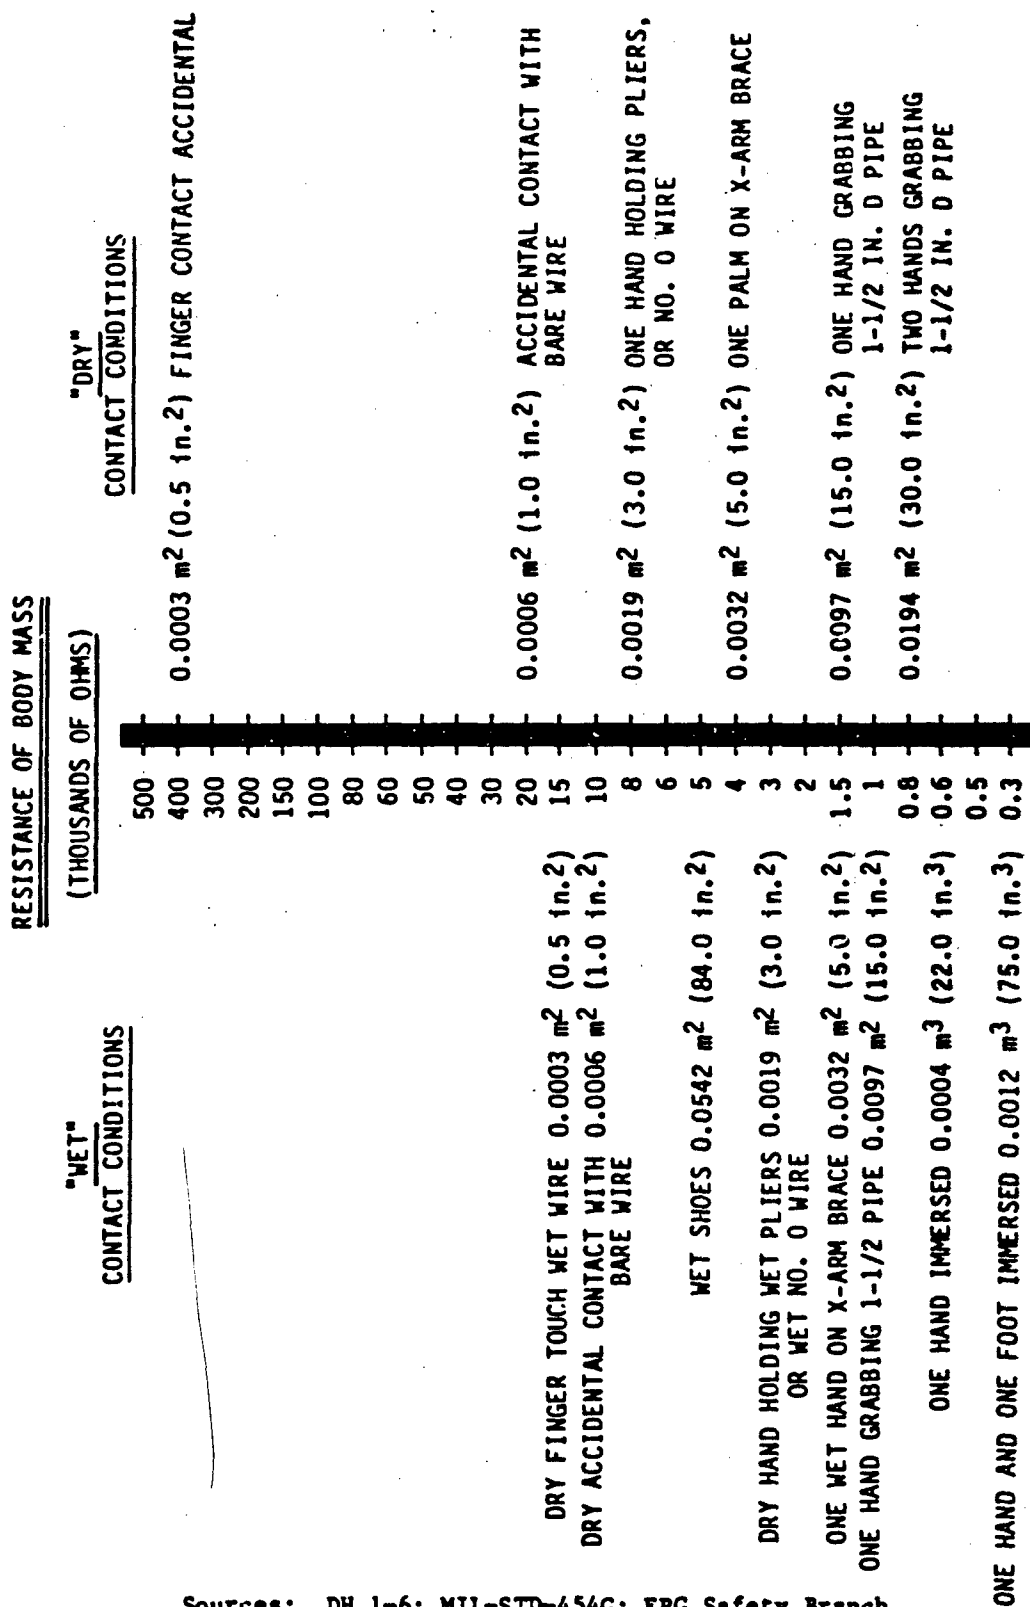 RESISTANCE OF BODY MASS
(THOUSANDS OF OHMS)
"WET"
CONTACT CONDITIONS
"DRY"
CONTACT CONDITIONS
500
400
0.0003 m² (0.5 in.²) FINGER CONTACT ACCIDENTAL
300
200
150
100
80
60
50
40
30
20
0.0006 m² (1.0 in.²) ACCIDENTAL CONTACT WITH
BARE WIRE
DRY FINGER TOUCH WET WIRE 0.0003 m² (0.5 in.²)
15
DRY ACCIDENTAL CONTACT WITH 0.0006 m² (1.0 in.²)
BARE WIRE
10
8
0.0019 m² (3.0 in.²) ONE HAND HOLDING PLIERS,
OR NO. O WIRE
6
WET SHOES 0.0542 m² (84.0 in.²)
5
4
0.0032 m² (5.0 in.²) ONE PALM ON X-ARM BRACE
DRY HAND HOLDING WET PLIERS 0.0019 m² (3.0 in.²)
OR WET NO. O WIRE
3
2
ONE WET HAND ON X-ARM BRACE 0.0032 m² (5.0 in.²)
1.5
0.0097 m² (15.0 in.²) ONE HAND GRABBING
1-1/2 IN. D PIPE
ONE HAND GRABBING 1-1/2 PIPE 0.0097 m² (15.0 in.²)
1
0.8
0.0194 m² (30.0 in.²) TWO HANDS GRABBING
1-1/2 IN. D PIPE
ONE HAND IMMERSED 0.0004 m³ (22.0 in.³)
0.6
0.5
ONE HAND AND ONE FOOT IMMERSED 0.0012 m³ (75.0 in.³)
0.3
Sources: DH 1-6; MIL-STD-454G; EPG Safety Branch